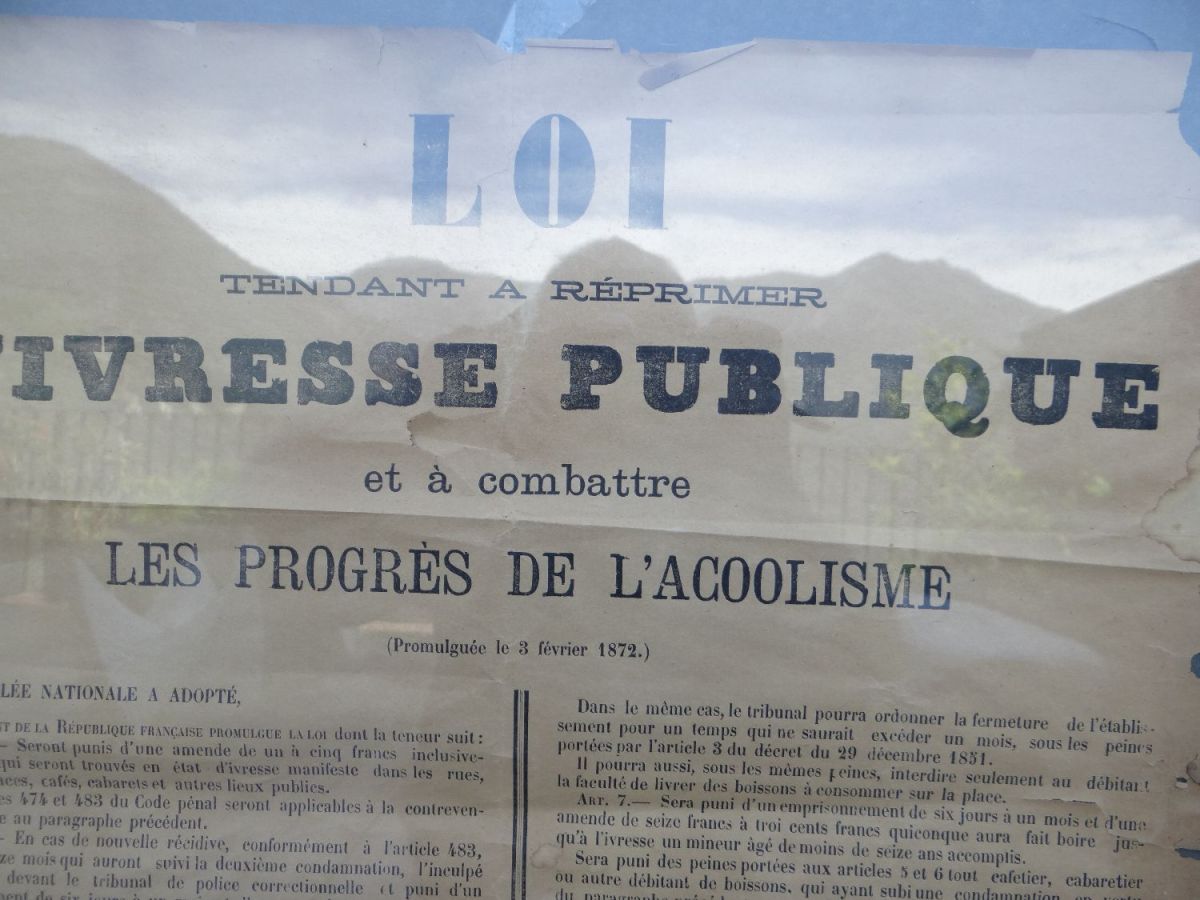 LOI
TENDANT A RÉPRIMER
'IVRESSE PUBLIQUE
et à combattre
LES PROGRÈS DE L'ACOOLISME
(Promulguée le 3 février 1872.)
LÉE NATIONALE A ADOPTÉ,
T DE LA RÉPUBLIQUE FRANÇAISE PROMULGUE LA LOI dont la teneur suit :
— Seront punis d'une amende de un à cinq francs inclusive-
qui seront trouvés en état d'ivresse manifeste dans les rues,
aces, cafés, cabarets et autres lieux publics.
es 474 et 483 du Code pénal seront applicables à la contreven-
e au paragraphe précédent.
— En cas de nouvelle récidive, conformément à l'article 483,
ze mois qui auront suivi la deuxième condamnation, l'inculpé
devant le tribunal de police correctionnelle et puni d'un
Dans le même cas, le tribunal pourra ordonner la fermeture de l'établis-
sement pour un temps qui ne saurait excéder un mois, sous les peines
portées par l'article 3 du décret du 29 décembre 1851.
Il pourra aussi, sous les mêmes peines, interdire seulement au débitant
la faculté de livrer des boissons à consommer sur la place.
ART. 7.— Sera puni d'un emprisonnement de six jours à un mois et d'une
amende de seize francs à troi cents francs quiconque aura fait boire jus-
qu'à l'ivresse un mineur âgé de moins de seize ans accomplis.
Sera puni des peines portées aux articles 5 et 6 tout cafetier, cabaretier
ou autre débitant de boissons, qui ayant subi une condamnation en vertu